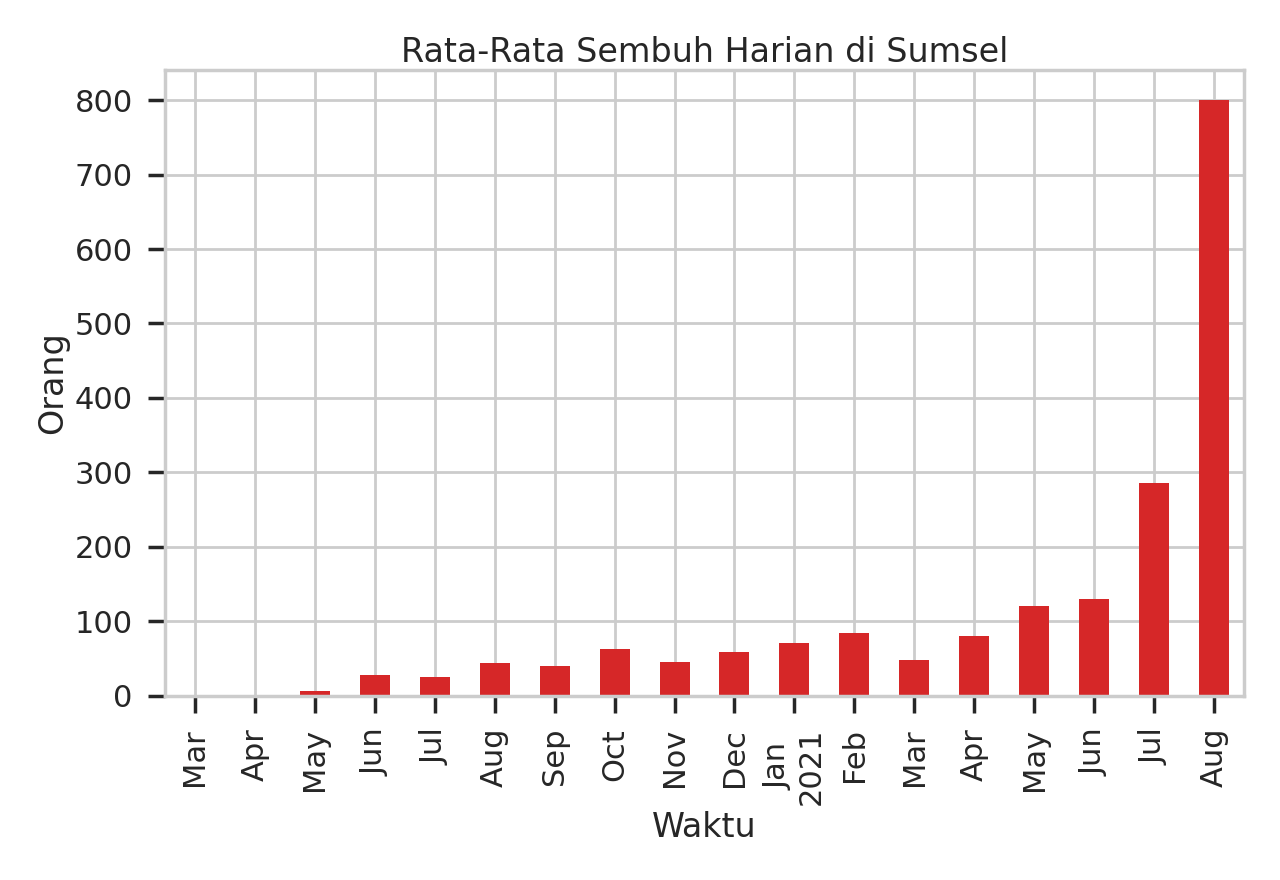 Rata-Rata Sembuh Harian di Sumsel
800
700
600
500
400
300
200
100
0
Orang
Mar
Apr
May
Jun
Jul
Aug
Sep
Oct
Nov
Dec
Jan
2021
Feb
Mar
Apr
May
Jun
Jul
Aug
Waktu